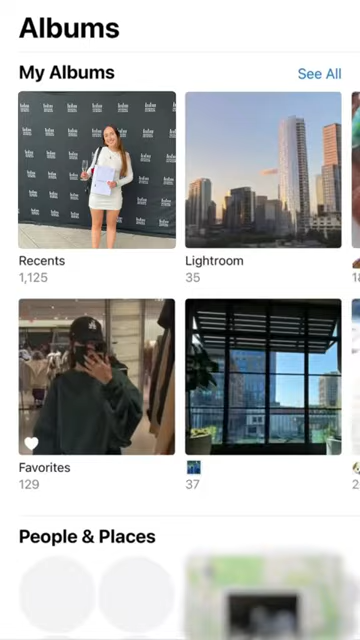 Albums
My Albums
See All
Recents
1,125
Lightroom
35
Favorites
129
37
People & Places